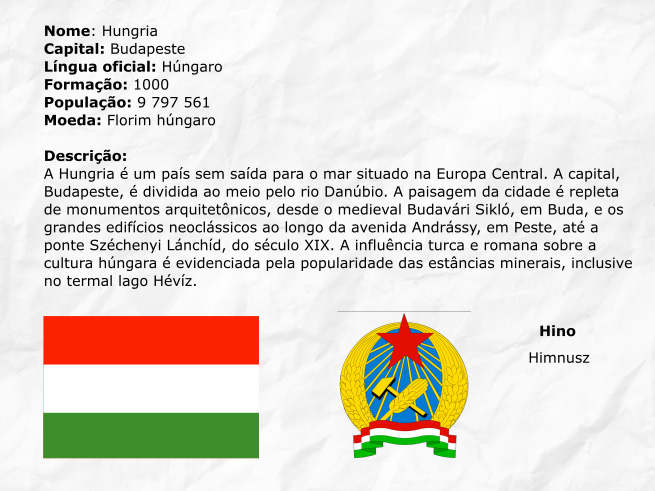 Nome: Hungria
Capital: Budapeste
Língua oficial: Húngaro
Formação: 1000
População: 9 797 561
Moeda: Florim húngaro
Descrição:
A Hungria é um país sem saída para o mar situado na Europa Central. A capital,
Budapeste, é dividida ao meio pelo rio Danúbio. A paisagem da cidade é repleta
de monumentos arquitetônicos, desde o medieval Budavári Sikló, em Buda, e os
grandes edifícios neoclássicos ao longo da avenida Andrássy, em Peste, até a
ponte Széchenyi Lánchíd, do século XIX. A influência turca e romana sobre a
cultura húngara é evidenciada pela popularidade das estâncias minerais, inclusive
no termal lago Hévíz.
Hino
Himnusz